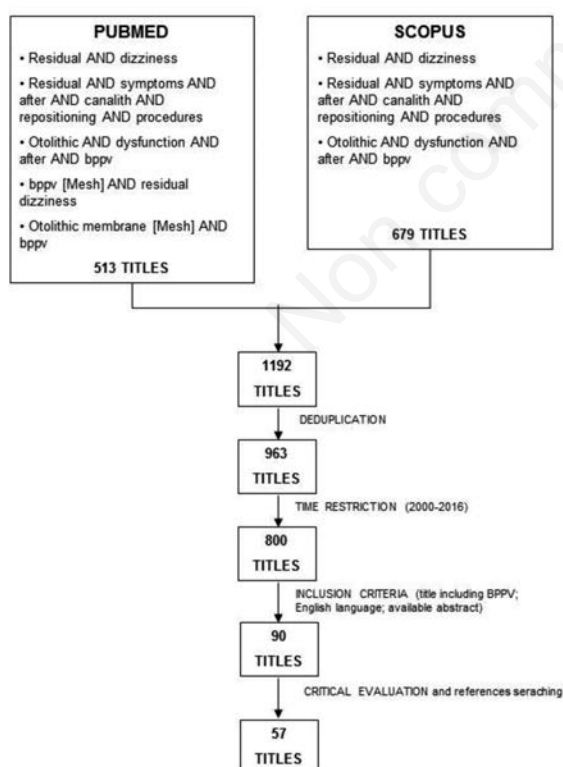 PUBMED
• Residual AND dizziness
• Residual AND symptoms AND
after AND canalith AND
repositioning AND procedures
• Otolithic AND dysfunction AND
after AND bppv
• bppv [Mesh] AND residual
dizziness
• Otolithic membrane [Mesh] AND
bppv
513 TITLES
SCOPUS
• Residual AND dizziness
• Residual AND symptoms AND
after AND canalith AND
repositioning AND procedures
• Otolithic AND dysfunction AND
after AND bppv
679 TITLES
Non com
1192
TITLES
DEDUPLICATION
963
TITLES
TIME RESTRICTION (2000-2016)
800
TITLES
INCLUSION CRITERIA (title including BPPV;
English language; available abstract)
90
TITLES
CRITICAL EVALUATION and references seraching
57
TITLES